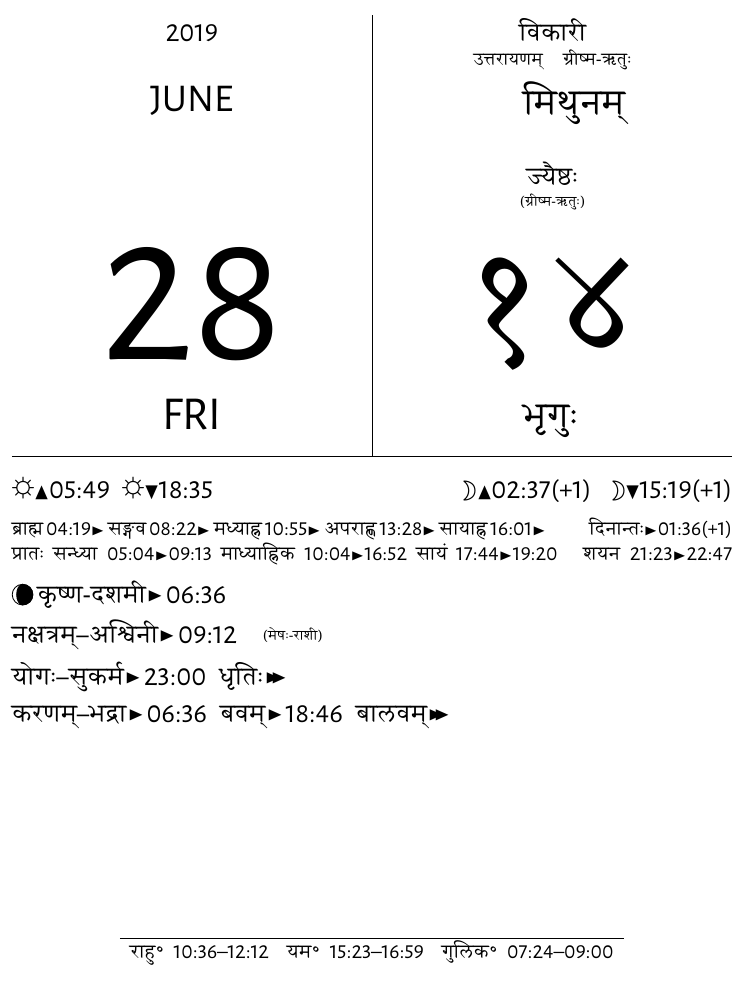 2019
JUNE
28
FRI
विकारी
उत्तरायणम् ग्रीष्म-ऋतुः
मिथुनम्
ज्यैष्ठः
(ग्रीष्म-ऋतुः)
१४
भृगुः
☼▲05:49 ☼▼18:35 ☽▲02:37(+1) ☽▼15:19(+1)
ब्राह्म 04:19► सङ्गव 08:22► मध्याह्न 10:55► अपराह्ण 13:28► सायाह्न 16:01► दिनान्तः►01:36(+1)
प्रातः सन्ध्या 05:04►09:13 माध्याह्निक 10:04►16:52 सायं 17:44►19:20 शयन 21:23►22:47
कृष्ण-दशमी► 06:36
नक्षत्रम्–अश्विनी► 09:12 (मेषः-राशी)
योगः–सुकर्म► 23:00 धृतिः►►
करणम्–भद्रा► 06:36 बवम्►18:46 बालवम्►►
राहु॰ 10:36–12:12 यम॰ 15:23–16:59 गुलिक॰ 07:24–09:00